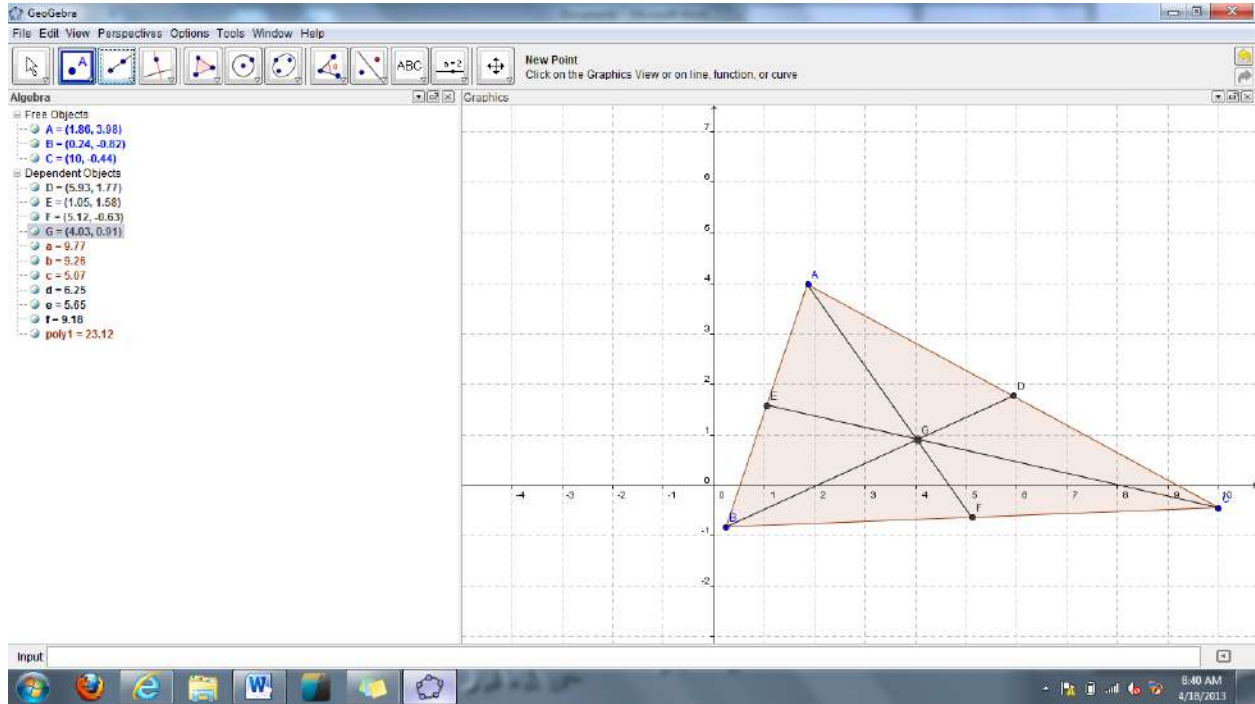 GeoGebra
File Edit View Perspectives Options Tools Window Help
A
ABC
a=2
New Point
Click on the Graphics View or on line, function, or curve
Algebra
Graphics
Free Objects
A = (1.86, 3.98)
B = (0.24, -0.82)
C = (10, -0.44)
Dependent Objects
D = (5.93, 1.77)
E = (1.05, 1.58)
F = (5.12, -0.63)
G = (4.03, 0.91)
a = 9.77
b = 9.26
c = 5.07
d = 6.25
e = 5.65
f = 9.18
poly1 = 23.12
7
6
5
A
4
3
2
D
E
1
G
0
-4 -3 -2 -1 0 1 2 3 4 5 6 7 8 9 10
C
F
B
-1
-2
Input
W
8:40 AM
4/18/2013